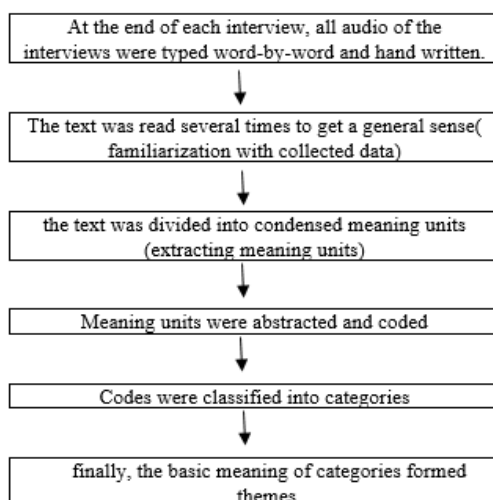 At the end of each interview, all audio of the
interviews were typed word-by-word and hand written.
The text was read several times to get a general sense(
familiarization with collected data)
the text was divided into condensed meaning units
(extracting meaning units)
Meaning units were abstracted and coded
Codes were classified into categories
finally, the basic meaning of categories formed
themes